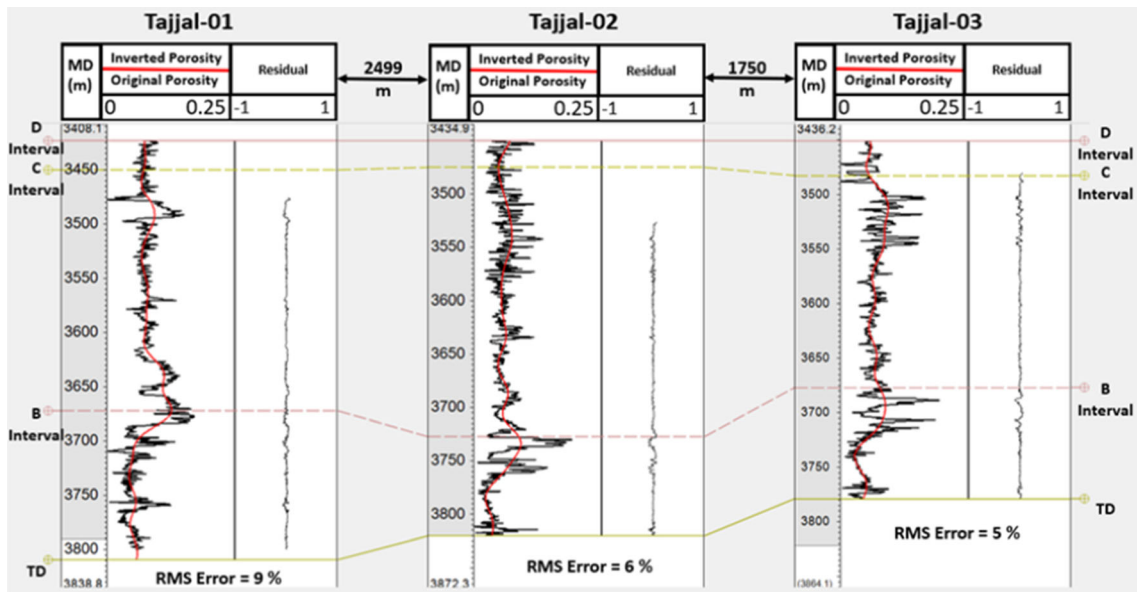 Tajjal-01
Tajjal-02
Tajjal-03
MD
(m)
Inverted Porosity
Original Porosity
Residual
0
0.25
-1
1
2499
m
MD
(m)
Inverted Porosity
Original Porosity
Residual
0
0.25
-1
1
1750
m
MD
(m)
Inverted Porosity
Original Porosity
Residual
0
0.25
-1
1
D
Interval
C
Interval
B
Interval
TD
3408.1
3450
3500
3550
3600
3650
3700
3750
3800
3838.8
RMS Error = 9 %
3434.9
3500
3550
3600
3650
3700
3750
3800
3872.3
RMS Error = 6 %
3436.2
3500
3550
3600
3650
3700
3750
3800
(3864.1)
RMS Error = 5 %
D
Interval
C
Interval
B
Interval
TD